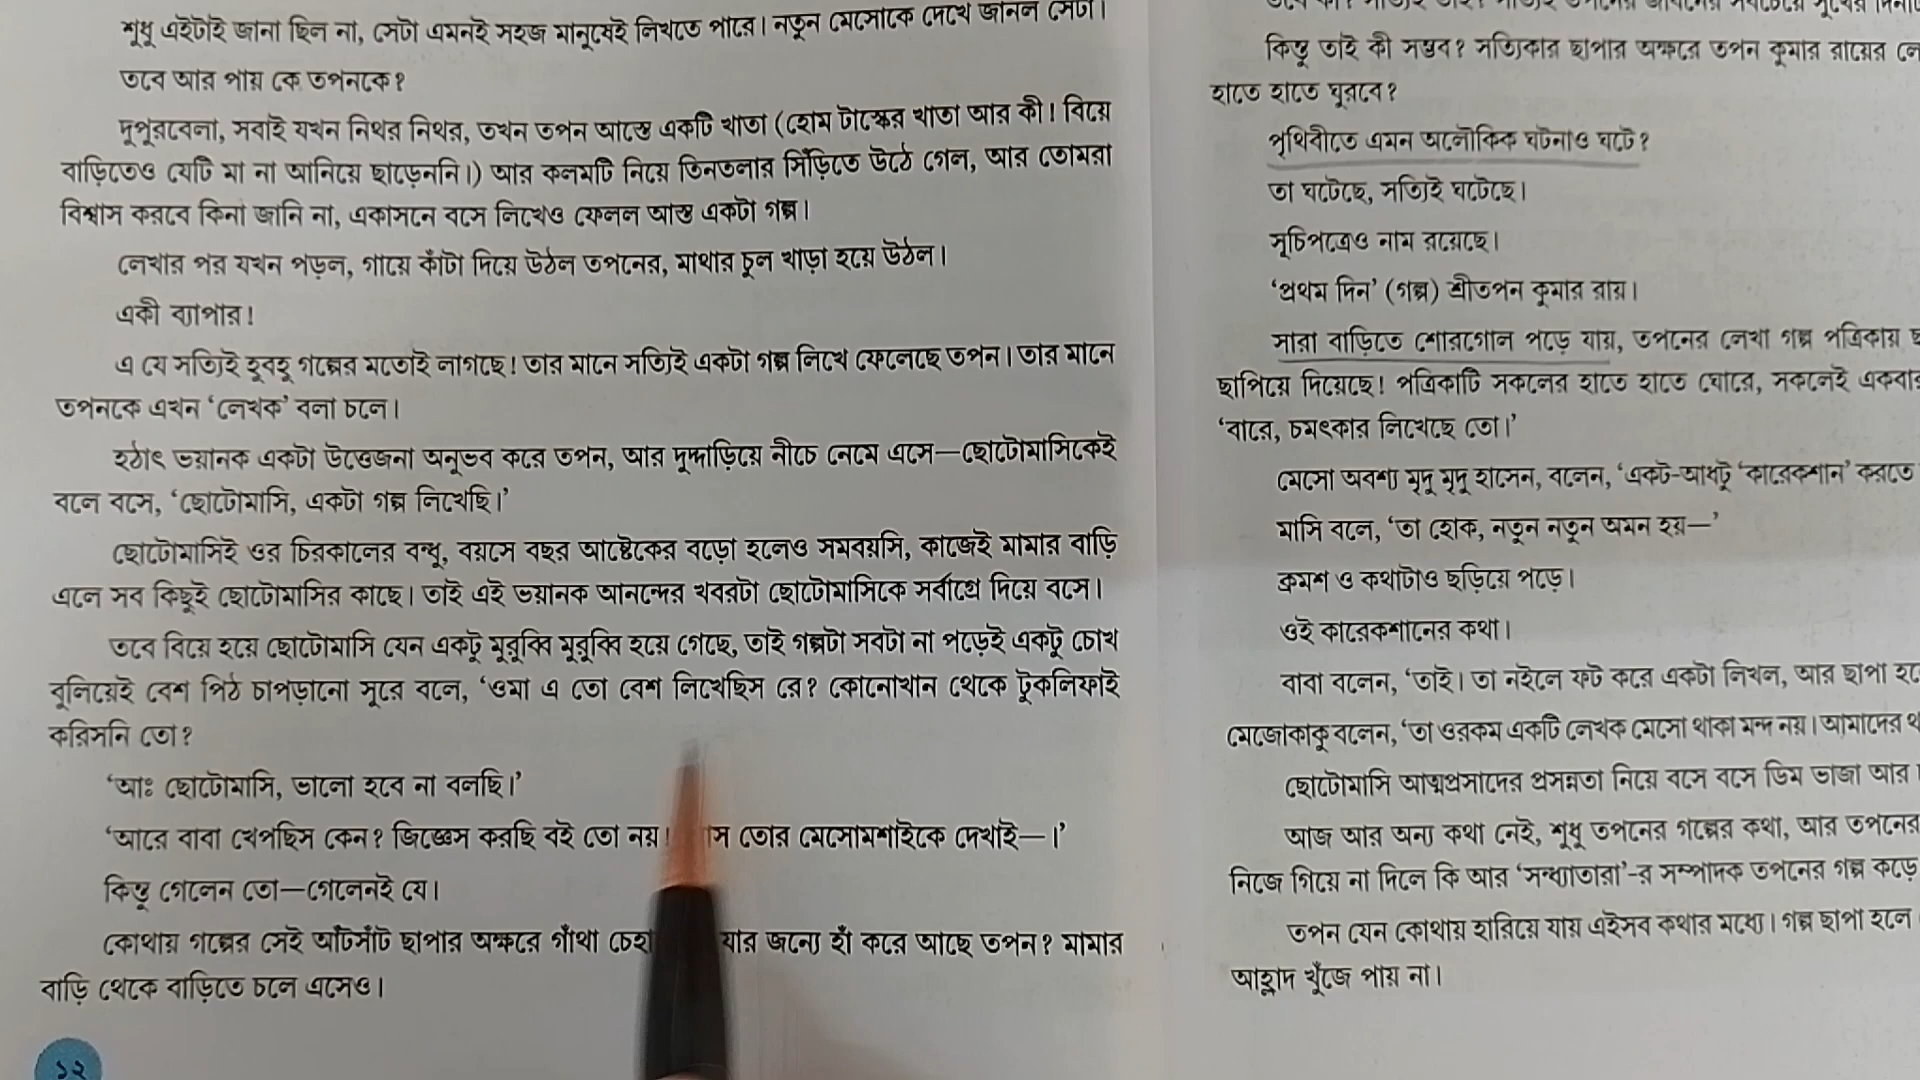 শুধু এইটাই জানা ছিল না, সেটা এমনই সহজ মানুষেই লিখতে পারে। নতুন মেসোকে দেখে জানল সেটা।
তবে আর পায় কে তপনকে?
দুপুরবেলা, সবাই যখন নিথর নিথর, তখন তপন আস্তে একটি খাতা (হোম টাস্কের খাতা আর কী! বিয়ে
বাড়িতেও যেটি মা না আনিয়ে ছাড়েননি।) আর কলমটি নিয়ে তিনতলার সিঁড়িতে উঠে গেল, আর তোমরা
বিশ্বাস করবে কিনা জানি না, একাসনে বসে লিখেও ফেলল আস্ত একটা গল্প।
লেখার পর যখন পড়ল, গায়ে কাঁটা দিয়ে উঠল তপনের, মাথার চুল খাড়া হয়ে উঠল।
একী ব্যাপার!
এ যে সত্যিই হুবহু গল্পের মতোই লাগছে! তার মানে সত্যিই একটা গল্প লিখে ফেলেছে তপন। তার মানে
তপনকে এখন ‘লেখক’ বলা চলে।
হঠাৎ ভয়ানক একটা উত্তেজনা অনুভব করে তপন, আর দুদ্দাড়িয়ে নীচে নেমে এসে—ছোটোমাসিকেই
বলে বসে, ‘ছোটোমাসি, একটা গল্প লিখেছি।’
ছোটোমাসিই ওর চিরকালের বন্ধু, বয়সে বছর আষ্টেকের বড়ো হলেও সমবয়সি, কাজেই মামার বাড়ি
এলে সব কিছুই ছোটোমাসির কাছে। তাই এই ভয়ানক আনন্দের খবরটা ছোটোমাসিকে সর্বাগ্রে দিয়ে বসে।
তবে বিয়ে হয়ে ছোটোমাসি যেন একটু মুরুব্বি মুরুব্বি হয়ে গেছে, তাই গল্পটা সবটা না পড়েই একটু চোখ
বুলিয়েই বেশ পিঠ চাপড়ানো সুরে বলে, ‘ওমা এ তো বেশ লিখেছিস রে? কোনোখান থেকে টুকলিফাই
করিসনি তো?
‘আঃ ছোটোমাসি, ভালো হবে না বলছি।’
‘আরে বাবা খেপছিস কেন? জিজ্ঞেস করছি বই তো নয়! তোর মেসোমশাইকে দেখাই—।’
কিন্তু গেলেন তো—গেলেনই যে।
কোথায় গল্পের সেই আঁটসাঁট ছাপার অক্ষরে গাঁথা যার জন্যে হাঁ করে আছে তপন? মামার
বাড়ি থেকে বাড়িতে চলে এসেও।
১২
কিন্তু তাই কী সম্ভব? সত্যিকার ছাপার অক্ষরে তপন কুমার রায়ের
হাতে হাতে ঘুরবে?
পৃথিবীতে এমন অলৌকিক ঘটনাও ঘটে?
তা ঘটেছে, সত্যিই ঘটেছে।
সূচিপত্রেও নাম রয়েছে।
‘প্রথম দিন’ (গল্প) শ্রীতপন কুমার রায়।
সারা বাড়িতে শোরগোল পড়ে যায়, তপনের লেখা গল্প পত্রিকায়
ছাপিয়ে দিয়েছে! পত্রিকাটি সকলের হাতে হাতে ঘোরে, সকলেই একবার
‘বারে, চমৎকার লিখেছে তো।’
মেসো অবশ্য মৃদু মৃদু হাসেন, বলেন, ‘একট-আধটু ‘কারেকশান’ করতে
মাসি বলে, ‘তা হোক, নতুন নতুন অমন হয়—’
ক্রমশ ও কথাটাও ছড়িয়ে পড়ে।
ওই কারেকশানের কথা।
বাবা বলেন, ‘তাই। তা নইলে ফট করে একটা লিখল, আর ছাপা
মেজোকাকু বলেন, ‘তা ওরকম একটি লেখক মেসো থাকা মন্দ নয়। আমাদের
ছোটোমাসি আত্মপ্রসাদের প্রসন্নতা নিয়ে বসে বসে ডিম ভাজা আর
আজ আর অন্য কথা নেই, শুধু তপনের গল্পের কথা, আর তপনের
নিজে গিয়ে না দিলে কি আর ‘সন্ধ্যাতারা’-র সম্পাদক তপনের গল্প কড়ে
তপন যেন কোথায় হারিয়ে যায় এইসব কথার মধ্যে। গল্প ছাপা হলে
আহ্লাদ খুঁজে পায় না।